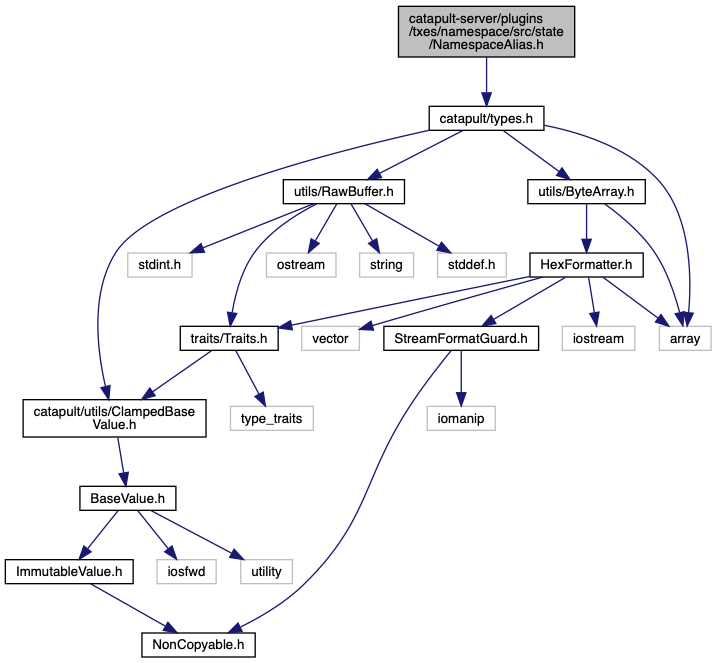 catapult-server/plugins
/txes/namespace/src/state
/NamespaceAlias.h
catapult/types.h
utils/RawBuffer.h
utils/ByteArray.h
stdint.h
ostream
string
stddef.h
HexFormatter.h
traits/Traits.h
vector
StreamFormatGuard.h
iostream
array
catapult/utils/ClampedBase
Value.h
type_traits
iomanip
BaseValue.h
ImmutableValue.h
iosfwd
utility
NonCopyable.h